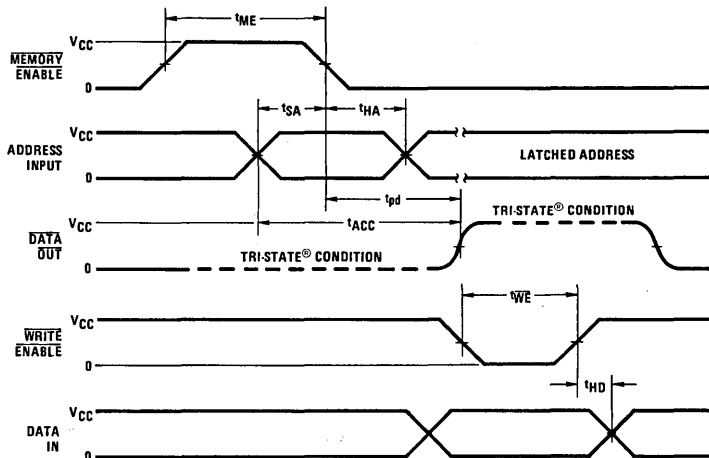 tME
VCC
MEMORY
ENABLE
0
tSA
tHA
VCC
ADDRESS
INPUT
LATCHED ADDRESS
0
tpd
tACC
TRI-STATE® CONDITION
VCC
DATA
OUT
TRI-STATE® CONDITION
0
tWE
VCC
WRITE
ENABLE
0
tHD
VCC
DATA
IN
0